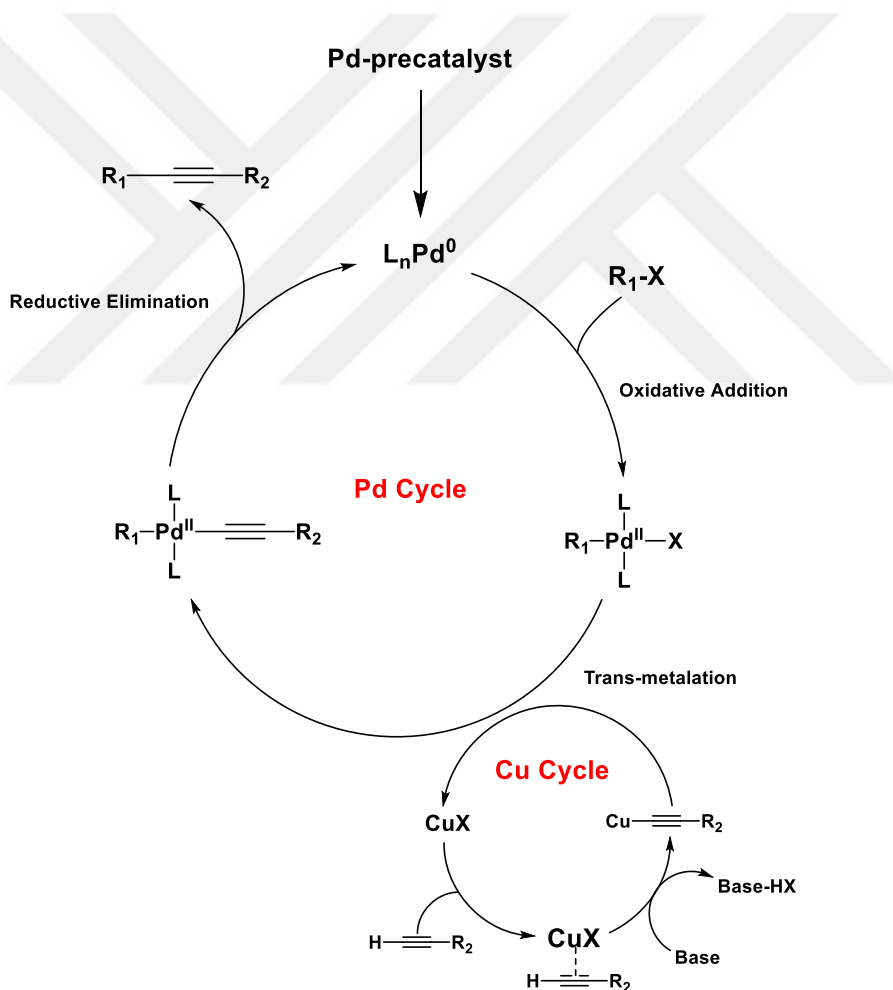 Pd-precatalyst
R1 R2
LnPd0
R1-X
Reductive Elimination
Oxidative Addition
Pd Cycle
L
R1 PdII R2
L
L
R1 PdII X
L
Trans-metalation
Cu Cycle
CuX
Cu R2
Base-HX
H R2
CuX
Base
H R2